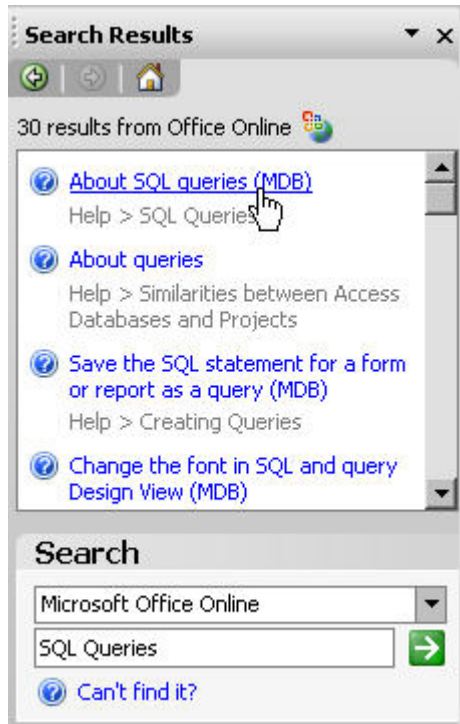 Search Results
30 results from Office Online
About SQL queries (MDB)
Help > SQL Queries
About queries
Help > Similarities between Access
Databases and Projects
Save the SQL statement for a form
or report as a query (MDB)
Help > Creating Queries
Change the font in SQL and query
Design View (MDB)
Search
Microsoft Office Online
SQL Queries
Can't find it?